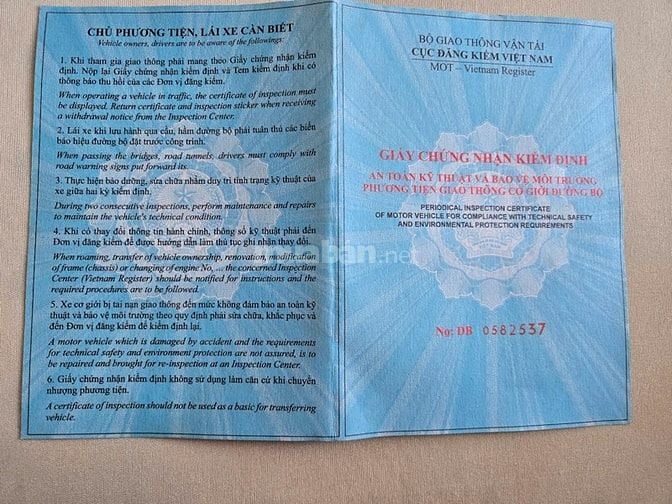 CHỦ PHƯƠNG TIỆN, LÁI XE CẦN BIẾT
Vehicle owners, drivers are to be aware of the followings:
1. Khi tham gia giao thông phải mang theo Giấy chứng nhận kiểm
định. Nộp lại Giấy chứng nhận kiểm định và Tem kiểm định khi có
thông báo thu hồi của các Đơn vị đăng kiểm.
When operating a vehicle in traffic, the certificate of inspection must
be displayed. Return certificate and inspection sticker when receiving
a withdrawal notice from the Inspection Center.
2. Lái xe khi lưu hành qua cầu, hầm đường bộ phải tuân thủ các biển
báo hiệu đường bộ đặt trước công trình.
When passing the bridges, road tunnels, drivers must comply with
road warning signs put forward its.
3. Thực hiện bảo dưỡng, sửa chữa nhằm duy trì tình trạng kỹ thuật của
xe giữa hai kỳ kiểm định.
During two consecutive inspections, perform maintenance and repairs
to maintain the vehicle's technical condition.
4. Khi có thay đổi thông tin hành chính, thông số kỹ thuật phải đến
Đơn vị đăng kiểm để được hướng dẫn làm thủ tục ghi nhận thay đổi.
When roaming, transfer of vehicle ownership, renovation, modification
of frame (chassis) or changing of engine No, ... the concerned Inspection
Center (Vietnam Register) should be notified for instructions and the
required procedures are to be followed.
5. Xe cơ giới bị tai nạn giao thông đến mức không đảm bảo an toàn kỹ
thuật và bảo vệ môi trường theo quy định phải sửa chữa, khắc phục và
đến Đơn vị đăng kiểm để kiểm định lại.
A motor vehicle which is damaged by accident and the requirements
for technical safety and environment protection are not assured, is to
be repaired and brought for re-inspection at an Inspection Center.
6. Giấy chứng nhận kiểm định không sử dụng làm căn cứ khi chuyển
nhượng phương tiện.
A certificate of inspection should not be used as a basic for transferring
vehicle.
BỘ GIAO THÔNG VẬN TẢI
CỤC ĐĂNG KIỂM VIỆT NAM
MOT – Vietnam Register
GIẤY CHỨNG NHẬN KIỂM ĐỊNH
AN TOÀN KỸ THUẬT VÀ BẢO VỆ MÔI TRƯỜNG
PHƯƠNG TIỆN GIAO THÔNG CƠ GIỚI ĐƯỜNG BỘ
PERIODICAL INSPECTION CERTIFICATE
OF MOTOR VEHICLE FOR COMPLIANCE WITH TECHNICAL SAFETY
AND ENVIRONMENTAL PROTECTION REQUIREMENTS
No: DB 0582537